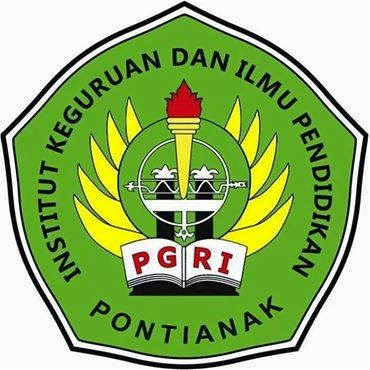 INSTITUT KEGURUAN DAN ILMU PENDIDIKAN
PGRI
PONTIANAK